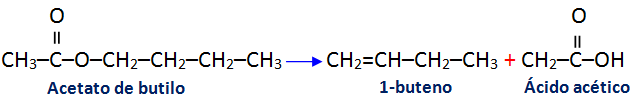 O O
CH₃–C–O–CH₂–CH₂–CH₂–CH₃ → CH₂=CH–CH₂–CH₃ + CH₂–C–OH
Acetato de butilo 1-buteno Ácido acético